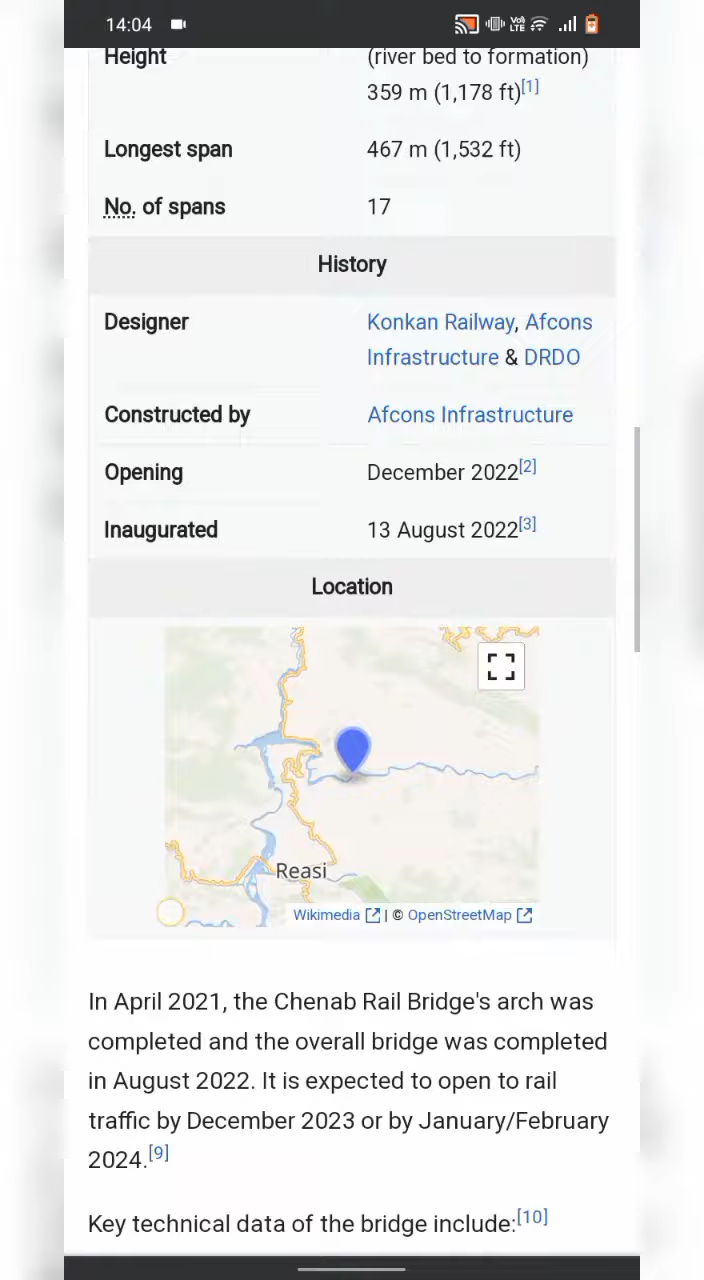 14:04
Vo) LTE
Height (river bed to formation)
359 m (1,178 ft)[1]
Longest span 467 m (1,532 ft)
No. of spans 17
History
Designer Konkan Railway, Afcons
Infrastructure & DRDO
Constructed by Afcons Infrastructure
Opening December 2022[2]
Inaugurated 13 August 2022[3]
Location
Reasi
Wikimedia | © OpenStreetMap
In April 2021, the Chenab Rail Bridge's arch was
completed and the overall bridge was completed
in August 2022. It is expected to open to rail
traffic by December 2023 or by January/February
2024.[9]
Key technical data of the bridge include:[10]